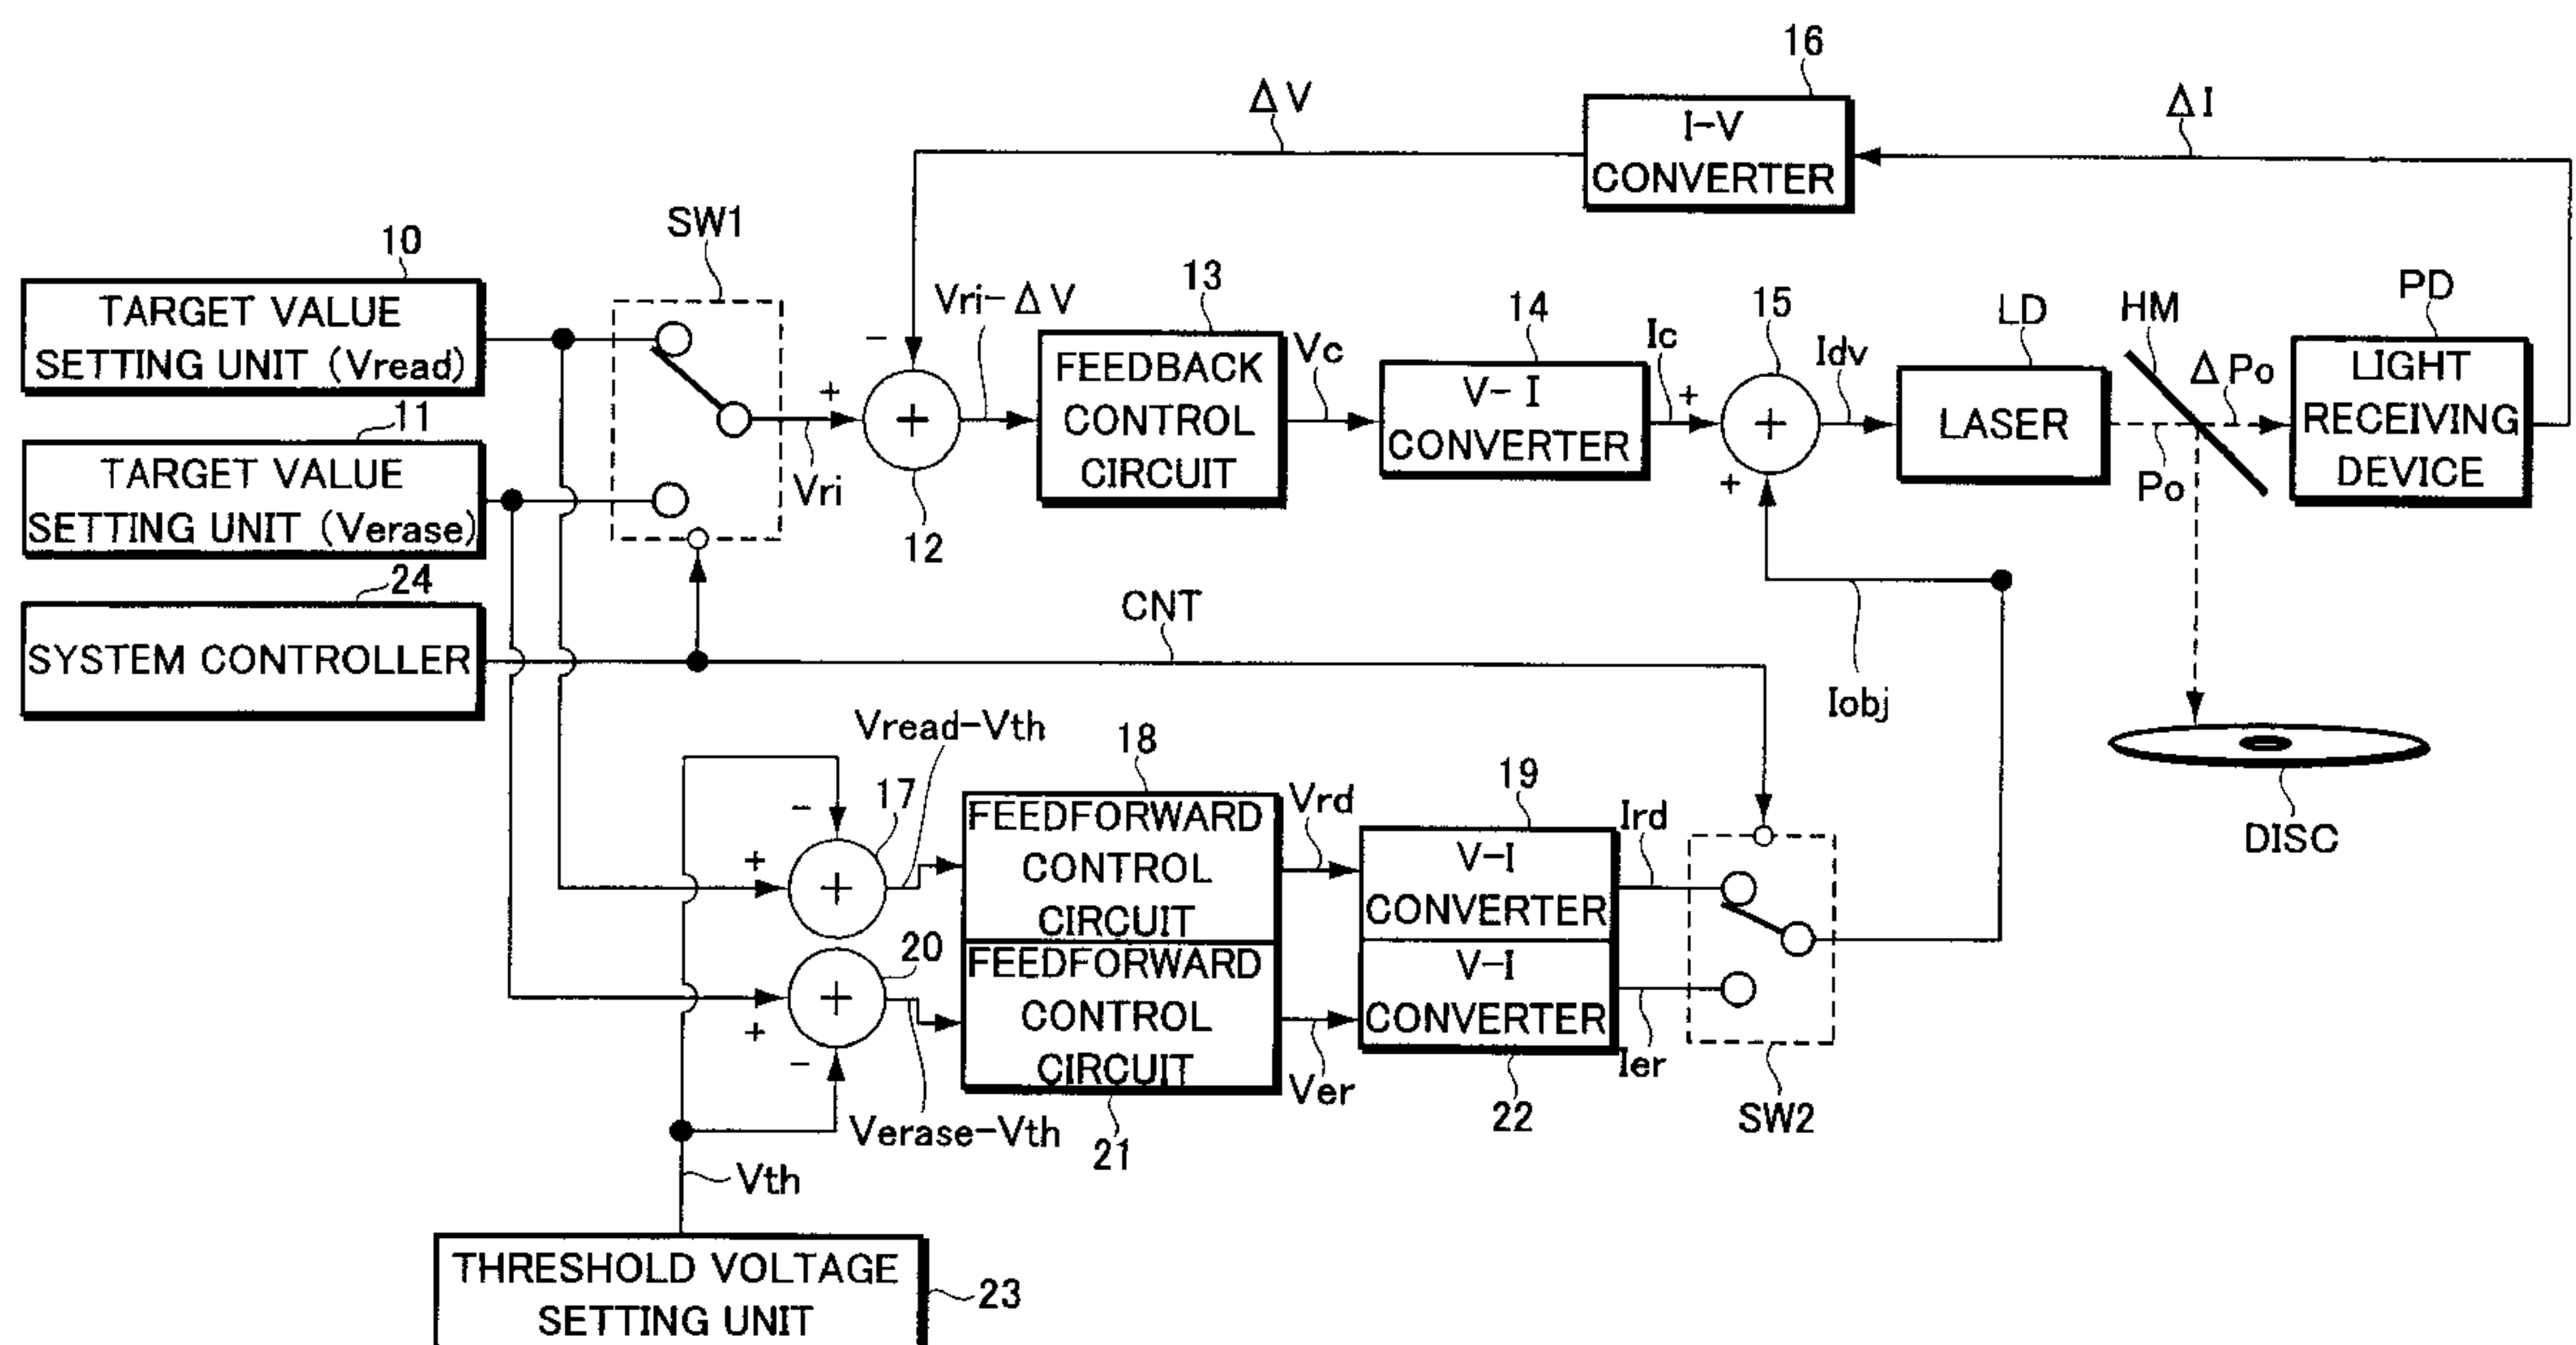 16
ΔV
ΔI
I-V
CONVERTER
SW1
10
TARGET VALUE
SETTING UNIT (Vread)
11
TARGET VALUE
SETTING UNIT (Verase)
24
SYSTEM CONTROLLER
Vri
+
-
+
12
Vri-ΔV
13
FEEDBACK
CONTROL
CIRCUIT
Vc
14
V-I
CONVERTER
Ic
+
15
+
+
Idv
LD
LASER
HM
Po
ΔPo
PD
LIGHT
RECEIVING
DEVICE
CNT
Iobj
DISC
Vread-Vth
17
-
+
+
18
FEEDFORWARD
CONTROL
CIRCUIT
Vrd
19
V-I
CONVERTER
Ird
20
+
+
-
Verase-Vth
FEEDFORWARD
CONTROL
CIRCUIT
21
Ver
V-I
CONVERTER
22
Ier
SW2
Vth
THRESHOLD VOLTAGE
SETTING UNIT
23